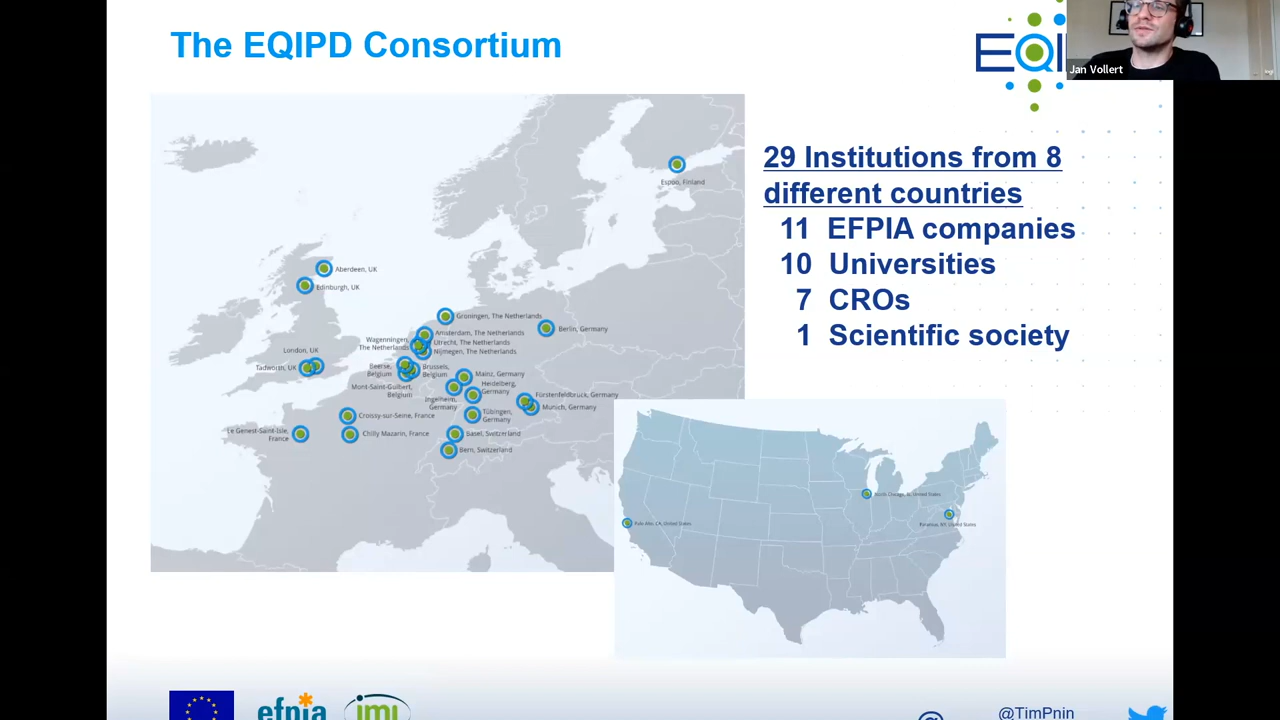 The EQIPD Consortium
EQI
Jan Vollert
29 Institutions from 8
different countries
11 EFPIA companies
10 Universities
7 CROs
1 Scientific society
Espoo, Finland
Aberdeen, UK
Edinburgh, UK
Groningen, The Netherlands
Berlin, Germany
Amsterdam, The Netherlands
Wageningen,
The Netherlands
Utrecht, The Netherlands
Nijmegen, The Netherlands
London, UK
Tadworth, UK
Beerse,
Belgium
Brussels,
Belgium
Mainz, Germany
Mont-Saint-Guibert,
Belgium
Heidelberg,
Germany
Ingelheim,
Germany
Fürstenfeldbruck, Germany
Munich, Germany
Croissy-sur-Seine, France
Tübingen,
Germany
Le Genest-Saint-Isle,
France
Chilly Mazarin, France
Basel, Switzerland
Bern, Switzerland
North Chicago, IL, United States
Palo Alto, CA, United States
United States
efpia
imi
@
@TimPnin